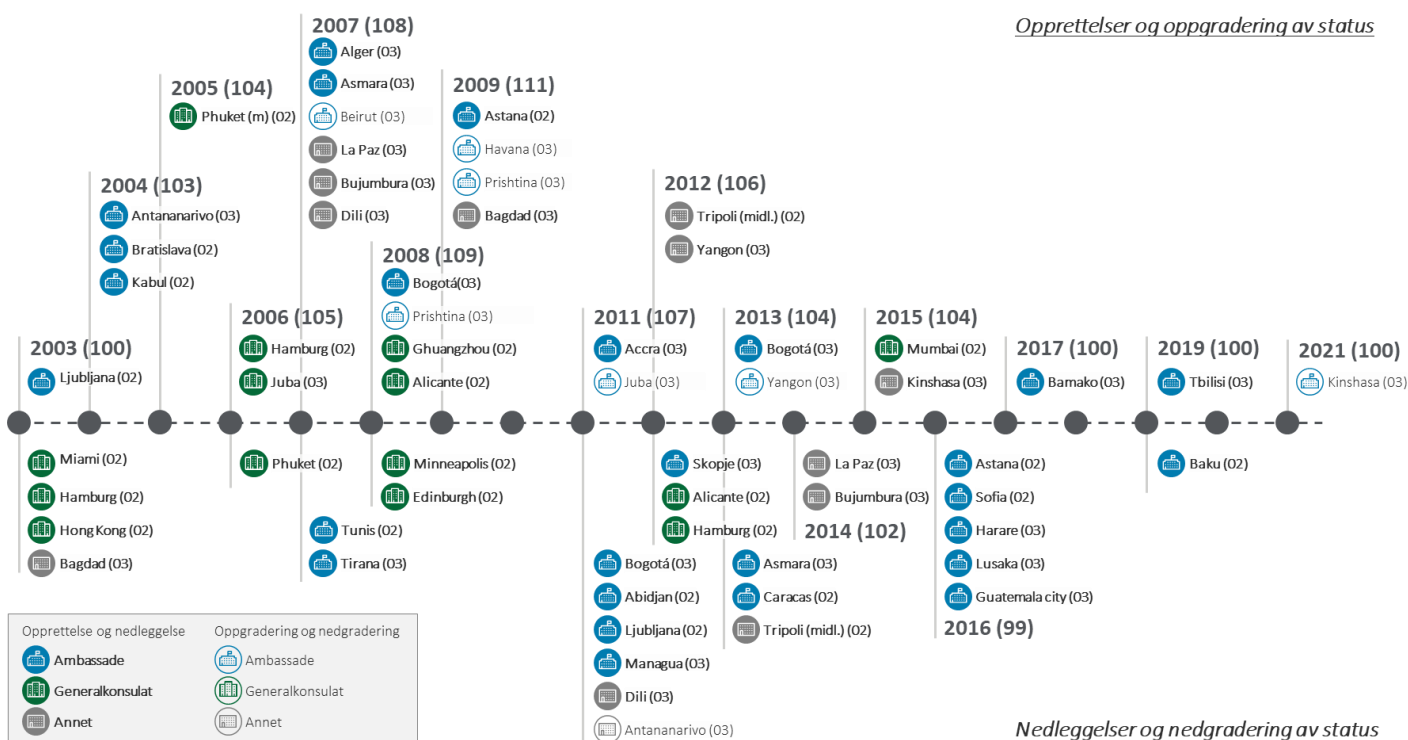 Opprettelser og oppgradering av status
2003 (100)
Ljubljana (02)
2004 (103)
Antananarivo (03)
Bratislava (02)
Kabul (02)
2005 (104)
Phuket (m) (02)
2006 (105)
Hamburg (02)
Juba (03)
2007 (108)
Alger (03)
Asmara (03)
Beirut (03)
La Paz (03)
Bujumbura (03)
Dili (03)
2008 (109)
Bogotá(03)
Prishtina (03)
Ghuangzhou (02)
Alicante (02)
2009 (111)
Astana (02)
Havana (03)
Prishtina (03)
Bagdad (03)
2011 (107)
Accra (03)
Juba (03)
2012 (106)
Tripoli (midl.) (02)
Yangon (03)
2013 (104)
Bogotá (03)
Yangon (03)
2015 (104)
Mumbai (02)
Kinshasa (03)
2017 (100)
Bamako (03)
2019 (100)
Tbilisi (03)
2021 (100)
Kinshasa (03)
Miami (02)
Hamburg (02)
Hong Kong (02)
Bagdad (03)
Phuket (02)
Tunis (02)
Tirana (03)
Minneapolis (02)
Edinburgh (02)
Bogotá (03)
Abidjan (02)
Ljubljana (02)
Managua (03)
Dili (03)
Antananarivo (03)
Skopje (03)
Alicante (02)
Hamburg (02)
Asmara (03)
Caracas (02)
Tripoli (midl.) (02)
La Paz (03)
Bujumbura (03)
2014 (102)
Astana (02)
Sofia (02)
Harare (03)
Lusaka (03)
Guatemala city (03)
2016 (99)
Baku (02)
Opprettelse og nedleggelse
Ambassade
Generalkonsulat
Annet
Oppgradering og nedgradering
Ambassade
Generalkonsulat
Annet
Nedleggelser og nedgradering av status